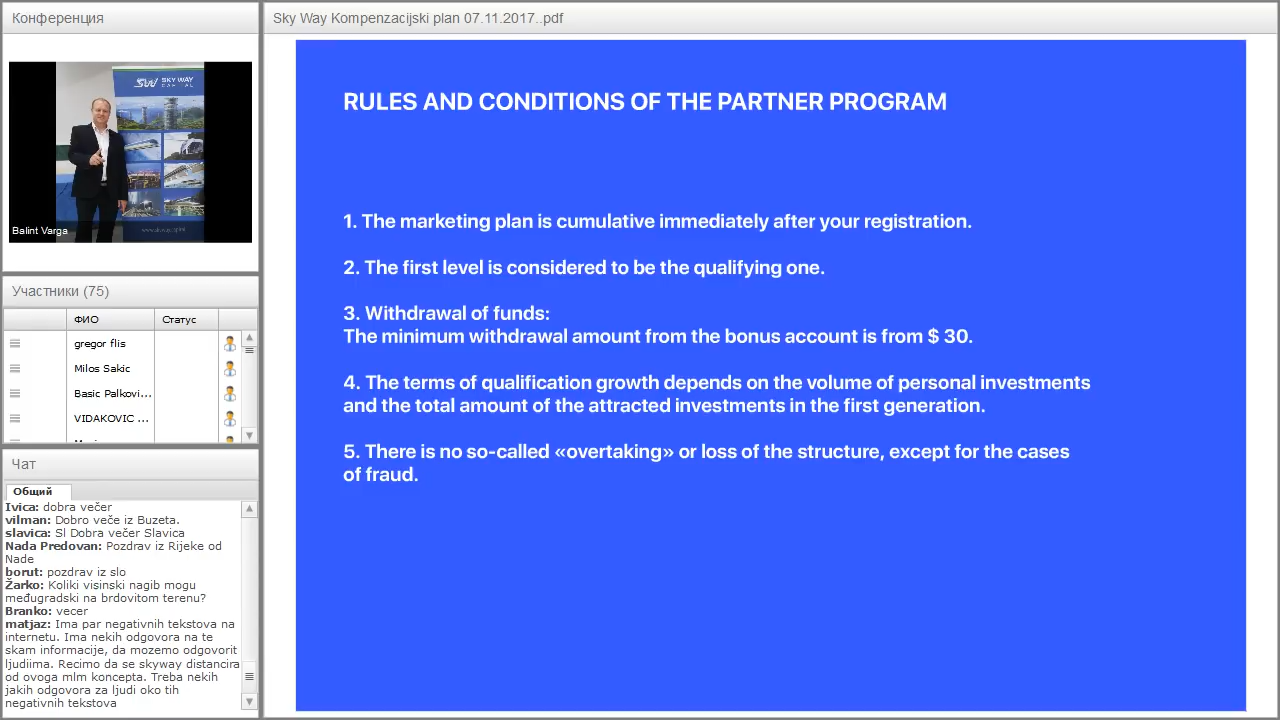 Конференция
SKY WAY
CAPITAL
Balint Varga
Участники (75)
ФИО
Статус
gregor flis
Milos Sakic
Basic Palkovi...
VIDAKOVIC ...
Чат
Общий
Ivica: dobra večer
vilman: Dobro veče iz Buzeta.
slavica: Sl Dobra večer Slavica
Nada Predovan: Pozdrav iz Rijeke od
Nade
borut: pozdrav iz slo
Žarko: Koliki visinski nagib mogu
međugradski na brdovitom terenu?
Branko: vecer
matjaz: Ima par negativnih tekstova na
internetu. Ima nekih odgovora na te
skam informacije, da mozemo odgovorit
ljudiima. Recimo da se skyway distancira
od ovoga mlm koncepta. Treba nekih
jakih odgovora za ljudi oko tih
negativnih tekstova
Sky Way Kompenzacijski plan 07.11.2017..pdf
RULES AND CONDITIONS OF THE PARTNER PROGRAM
1. The marketing plan is cumulative immediately after your registration.
2. The first level is considered to be the qualifying one.
3. Withdrawal of funds:
The minimum withdrawal amount from the bonus account is from $ 30.
4. The terms of qualification growth depends on the volume of personal investments
and the total amount of the attracted investments in the first generation.
5. There is no so-called «overtaking» or loss of the structure, except for the cases
of fraud.